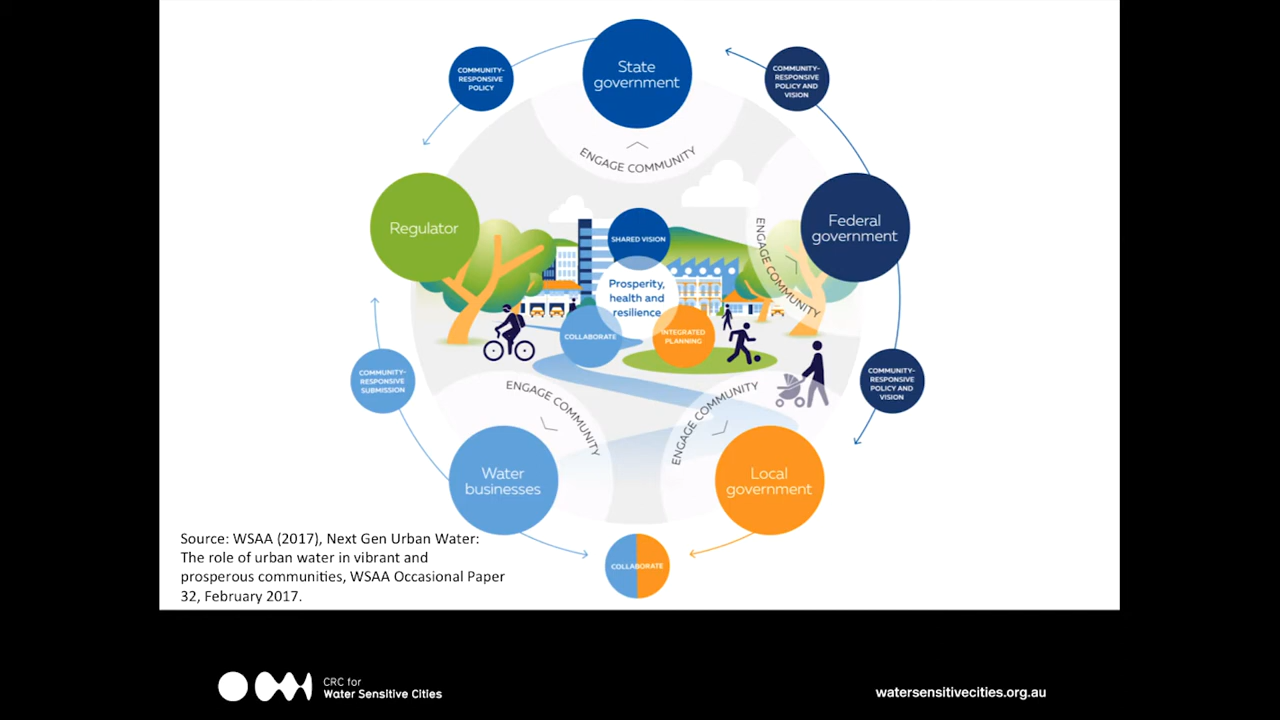 State
government
COMMUNITY-
RESPONSIVE
POLICY
COMMUNITY-
RESPONSIVE
POLICY AND
VISION
ENGAGE COMMUNITY
Regulator
Federal
government
ENGAGE COMMUNITY
SHARED VISION
Prosperity,
health and
resilience
COLLABORATE
INTEGRATED
PLANNING
COMMUNITY-
RESPONSIVE
SUBMISSION
COMMUNITY-
RESPONSIVE
POLICY AND
VISION
ENGAGE COMMUNITY
ENGAGE COMMUNITY
Water
businesses
Local
government
COLLABORATE
Source: WSAA (2017), Next Gen Urban Water:
The role of urban water in vibrant and
prosperous communities, WSAA Occasional Paper
32, February 2017.
CRC for
Water Sensitive Cities
watersensitivecities.org.au